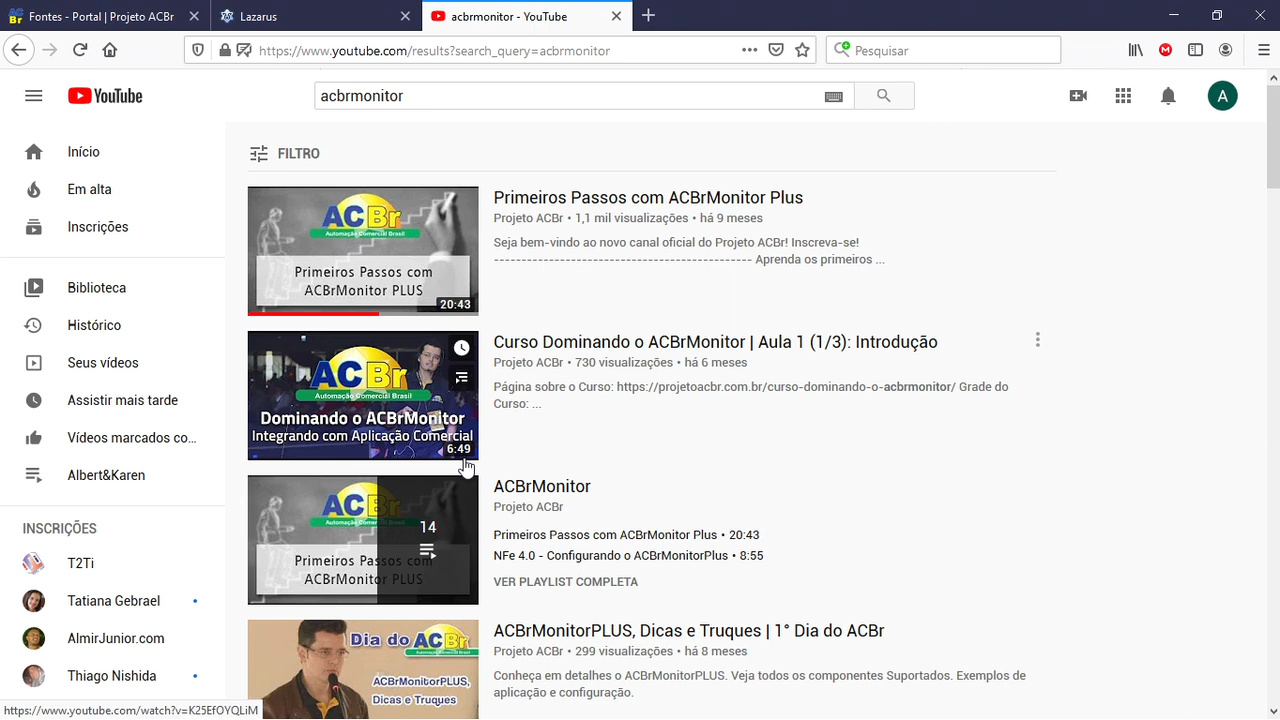 Fontes - Portal | Projeto ACBr
Lazarus
acbrmonitor - YouTube
https://www.youtube.com/results?search_query=acbrmonitor
Pesquisar
YouTube
acbrmonitor
A
Início
Em alta
Inscrições
Biblioteca
Histórico
Seus vídeos
Assistir mais tarde
Vídeos marcados co...
Albert&Karen
INSCRIÇÕES
T2Ti
Tatiana Gebrael
AlmirJunior.com
Thiago Nishida
https://www.youtube.com/watch?v=K25EfOYQLiM
FILTRO
ACBr
Automação Comercial Brasil
Primeiros Passos com
ACBrMonitor PLUS
20:43
Primeiros Passos com ACBrMonitor Plus
Projeto ACBr • 1,1 mil visualizações • há 9 meses
Seja bem-vindo ao novo canal oficial do Projeto ACBr! Inscreva-se!
--------------------------------------------- Aprenda os primeiros ...
ACBr
Automação Comercial Brasil
Dominando o ACBrMonitor
Integrando com Aplicação Comercial
6:49
Curso Dominando o ACBrMonitor | Aula 1 (1/3): Introdução
Projeto ACBr • 730 visualizações • há 6 meses
Página sobre o Curso: https://projetoacbr.com.br/curso-dominando-o-acbrmonitor/ Grade do
Curso: ...
ACBr
Automação Comercial Brasil
Primeiros Passos com
ACBrMonitor PLUS
14
ACBrMonitor
Projeto ACBr
Primeiros Passos com ACBrMonitor Plus • 20:43
NFe 4.0 - Configurando o ACBrMonitorPlus • 8:55
VER PLAYLIST COMPLETA
Dia do ACBr
Automação Comercial Brasil
ACBrMonitorPLUS,
Dicas e Truques
ACBrMonitorPLUS, Dicas e Truques | 1° Dia do ACBr
Projeto ACBr • 299 visualizações • há 8 meses
Conheça em detalhes o ACBrMonitorPLUS. Veja todos os componentes Suportados. Exemplos de
aplicação e configuração.